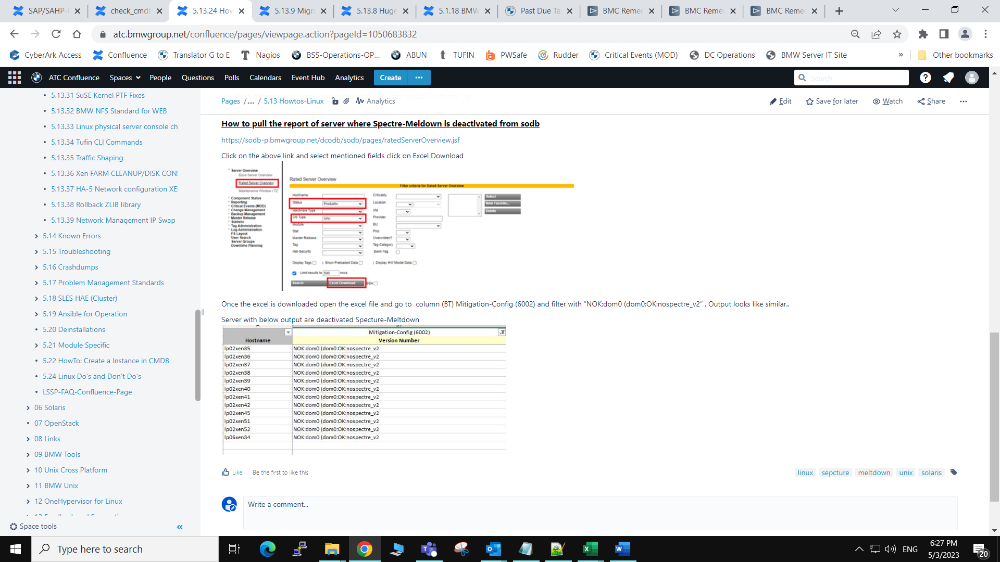 SAP/SAHP-
check_cmdb
5.13.24 How
5.13.9 Migra
5.13.8 Huge
5.1.18 BMW
Past Due Ta
BMC Reme
BMC Reme
BMC Reme
atc.bmwgroup.net/confluence/pages/viewpage.action?pageId=1050683832
CyberArk Access
Confluence
Translator G to E
Nagios
BSS-Operations-OP...
ABUN
TUFIN
PWSafe
Rudder
Critical Events (MOD)
DC Operations
BMW Server IT Site
»
Other bookmarks
ATC Confluence
Spaces
People
Questions
Polls
Calendars
Event Hub
Analytics
Create
Search
5.13.31 SuSE Kernel PTF Fixes
5.13.32 BMW NFS Standard for WEB
5.13.33 Linux physical server console ch
5.13.34 Tufin CLI Commands
5.13.35 Traffic Shaping
5.13.36 Xen FARM CLEANUP/DISK CONS
5.13.37 HA-5 Network configuration XEI
5.13.38 Rollback ZLIB library
5.13.39 Network Management IP Swap
5.14 Known Errors
5.15 Troubleshooting
5.16 Crashdumps
5.17 Problem Management Standards
5.18 SLES HAE (Cluster)
5.19 Ansible for Operation
5.20 Deinstallations
5.21 Module Specific
5.22 HowTo: Create a Instance in CMDB
5.24 Linux Do's and Don't Do's
LSSP-FAQ-Confluence-Page
06 Solaris
07 OpenStack
08 Links
09 BMW Tools
10 Unix Cross Platform
11 BMW Unix
12 OneHypervisor for Linux
Space tools
«
Pages /... / 5.13 Howtos-Linux
Analytics
Edit
Save for later
Watch
Share
How to pull the report of server where Spectre-Meldown is deactivated from sodb
https://sodb-p.bmwgroup.net/dcodb/sodb/pages/ratedServerOverview.jsf
Click on the above link and select mentioned fields click on Excel Download
Server Overview
Base Server Overview
Rated Server Overview
Maintenance Window / TZ
Component Status
Reporting
Critical Events (MOD)
Change Management
Backup Management
Master Release
Statistic
Tag Administration
Log Administration
FS Layout
User Search
Server Groups
Downtime Planning
Rated Server Overview
Filter criteria for Rated Server Overview
Hostname
Criticality
Select
Status
Produktiv
Location
New Favorite...
Hardware Type
VM
Delete
OS Type
Unix
Provider
Module
BU
Stat
Prio
Master Release
Overwritten?
Tag
Tag Category
Net-Security
Bank-Tag
Display Tags
| Show Preloaded Data
| Display HW Model Data
Limit results to 500 rows.
Search
Excel Download
BBA
Once the excel is downloaded open the excel file and go to  column (BT) Mitigation-Config (6002) and filter with “NOK:dom0 (dom0:OK:nospectre_v2” . Output looks like similar..
Server with below output are deactivated Specture-Meltdown
A BT
Mitigation-Config (6002)
Hostname Version Number
lp02xen35 NOK:dom0 (dom0:OK:nospectre_v2
lp02xen36 NOK:dom0 (dom0:OK:nospectre_v2
lp02xen37 NOK:dom0 (dom0:OK:nospectre_v2
lp02xen38 NOK:dom0 (dom0:OK:nospectre_v2
lp02xen39 NOK:dom0 (dom0:OK:nospectre_v2
lp02xen40 NOK:dom0 (dom0:OK:nospectre_v2
lp02xen41 NOK:dom0 (dom0:OK:nospectre_v2
lp02xen42 NOK:dom0 (dom0:OK:nospectre_v2
lp02xen45 NOK:dom0 (dom0:OK:nospectre_v2
lp02xen51 NOK:dom0 (dom0:OK:nospectre_v2
lp02xen52 NOK:dom0 (dom0:OK:nospectre_v2
lp06xen34 NOK:dom0 (dom0:OK:nospectre_v2
Like
Be the first to like this
linux
sepcture
meltdown
unix
solaris
Write a comment...
Type here to search
ENG
6:27 PM
5/3/2023
20